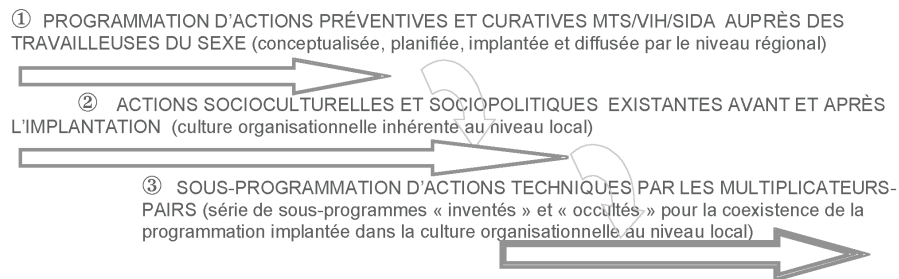 ① PROGRAMMATION D’ACTIONS PRÉVENTIVES ET CURATIVES MTS/VIH/SIDA AUPRÈS DES
TRAVAILLEUSES DU SEXE (conceptualisée, planifiée, implantée et diffusée par le niveau régional)
② ACTIONS SOCIOCULTURELLES ET SOCIOPOLITIQUES EXISTANTES AVANT ET APRÈS
L’IMPLANTATION (culture organisationnelle inhérente au niveau local)
③ SOUS-PROGRAMMATION D’ACTIONS TECHNIQUES PAR LES MULTIPLICATEURS-
PAIRS (série de sous-programmes « inventés » et « occultés » pour la coexistence de la
programmation implantée dans la culture organisationnelle au niveau local)